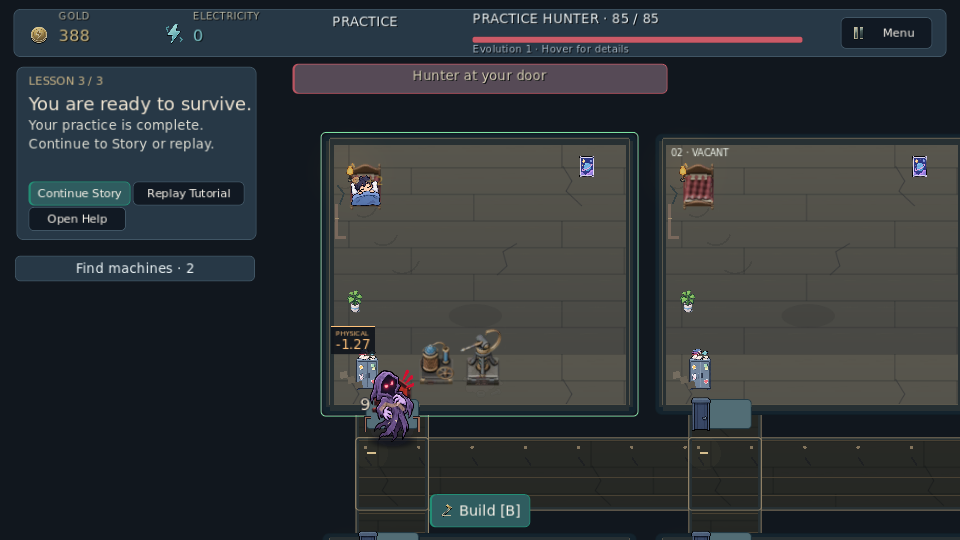 GOLD
388
ELECTRICITY
0
PRACTICE
PRACTICE HUNTER · 85 / 85
Evolution 1 · Hover for details
Menu
Hunter at your door
LESSON 3 / 3
You are ready to survive.
Your practice is complete.
Continue to Story or replay.
Continue Story
Replay Tutorial
Open Help
Find machines · 2
02 · VACANT
PHYSICAL
-1.27
9
Build [B]